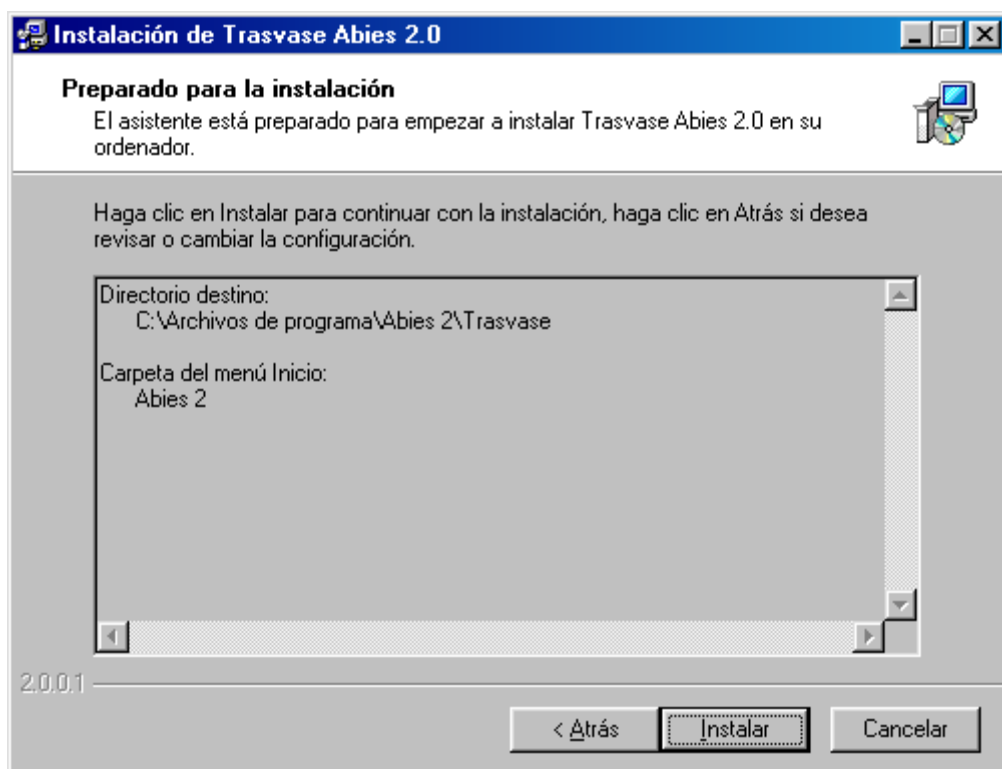 Instalación de Trasvase Abies 2.0
Preparado para la instalación
El asistente está preparado para empezar a instalar Trasvase Abies 2.0 en su
ordenador.
Haga clic en Instalar para continuar con la instalación, haga clic en Atrás si desea
revisar o cambiar la configuración.
Directorio destino:
C:\Archivos de programa\Abies 2\Trasvase
Carpeta del menú Inicio:
Abies 2
2.0.0.1
< Atrás
Instalar
Cancelar